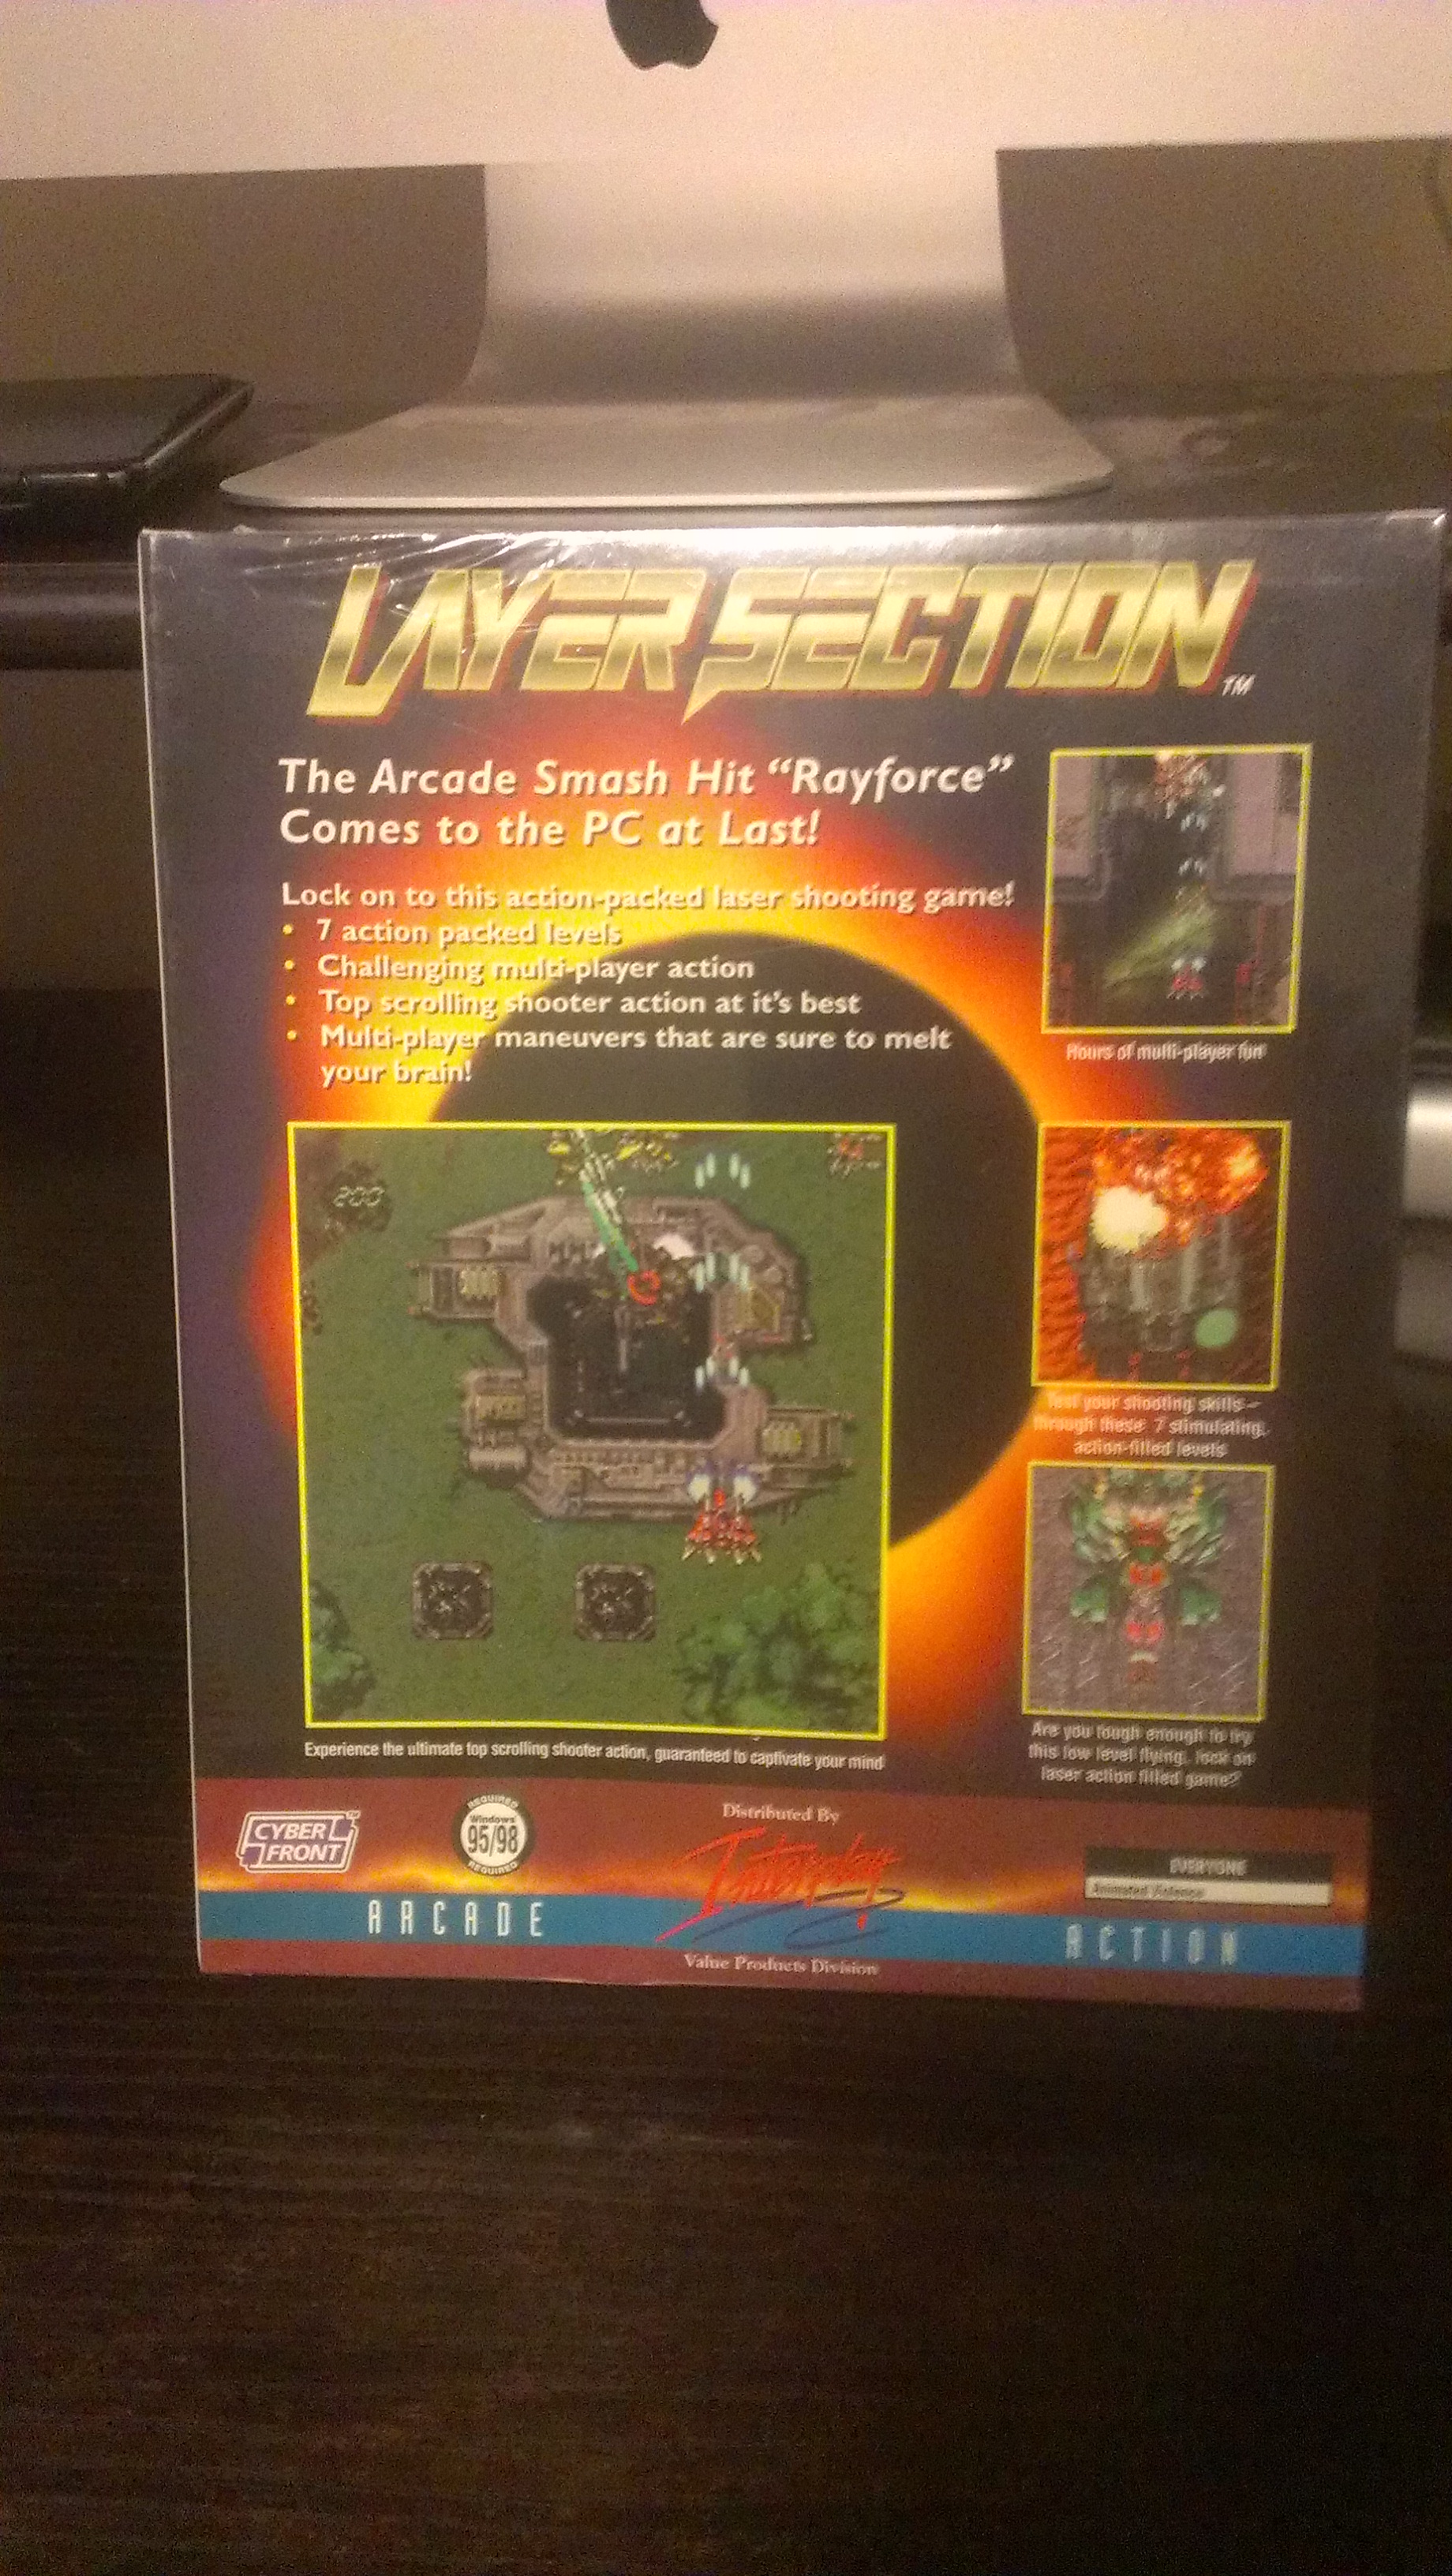 LAYER SECTION TM
The Arcade Smash Hit “Rayforce”
Comes to the PC at Last!
Lock on to this action-packed laser shooting game!
• 7 action packed levels
• Challenging multi-player action
• Top scrolling shooter action at it's best
• Multi-player maneuvers that are sure to melt
your brain!
Hours of multi-player fun
200
Test your shooting skills –
through these 7 stimulating,
action-filled levels
Experience the ultimate top scrolling shooter action, guaranteed to captivate your mind
Are you tough enough to try
this low level flying, lock on
laser action filled game?
CYBER
FRONT TM
REQUIRED
Windows
95/98
REQUIRED
Distributed By
Interplay
Value Products Division
EVERYONE
Animated Violence
ARCADE
ACTION